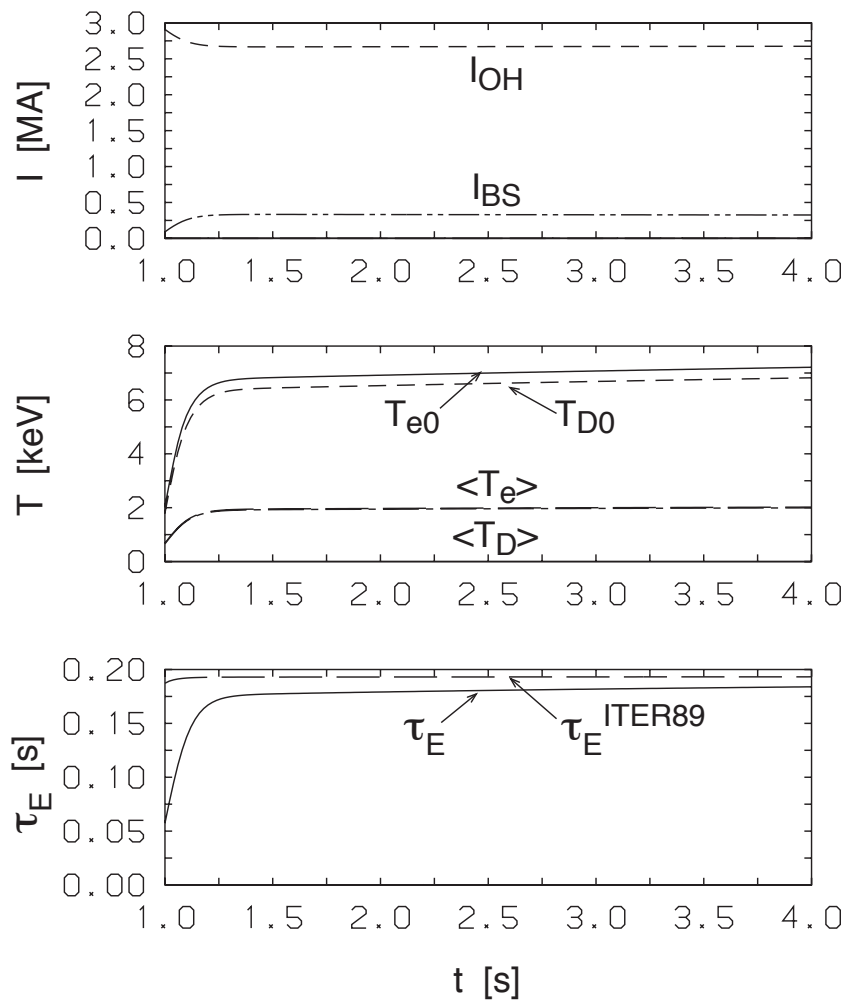 3.0
2.5
2.0
1.5
1.0
0.5
0.0
I [MA]
I_OH
I_BS
1.0 1.5 2.0 2.5 3.0 3.5 4.0
8
6
4
2
0
T [keV]
T_e0 T_D0
<T_e>
<T_D>
1.0 1.5 2.0 2.5 3.0 3.5 4.0
0.20
0.15
0.10
0.05
0.00
τ_E [s]
τ_E τ_E^ITER89
1.0 1.5 2.0 2.5 3.0 3.5 4.0
t [s]